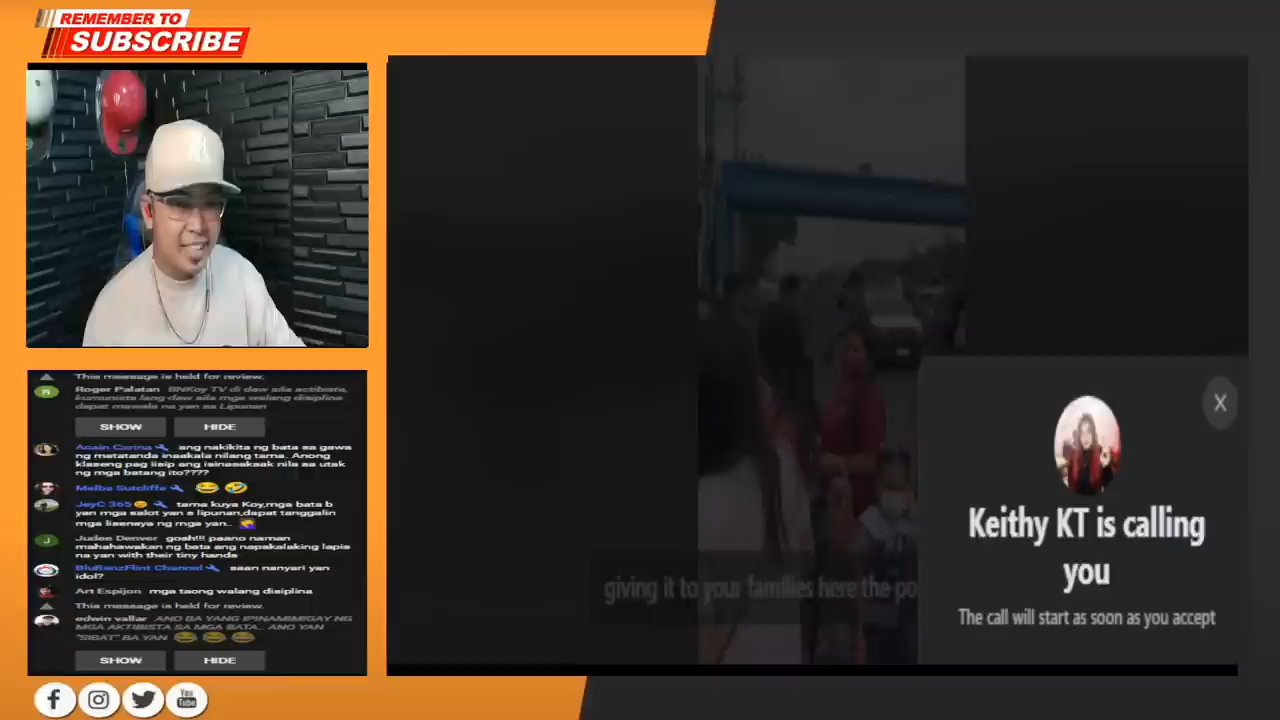 REMEMBER TO
SUBSCRIBE
This message is held for review.
Roger Palatan BNKoy TV di daw sila actibista,
kumunista lang daw sila mga walang disiplina
dapat mawala na yan sa Lipunan
SHOW HIDE
Acain Corina ang nakikita ng bata sa gawa
ng matatanda inaakala nilang tama. Anong
klaseng pag iisip ang isinasaksak nila sa utak
ng mga batang ito????
Melba Sutcliffe 😂 🤣
JayC 365 tama kuya Koy,mga bata b
yan mga salot yan s lipunan,dapat tanggalin
mga lisensya ng mga yan..
J Judee Denver gosh!!! paano naman
mahahawakan ng bata ang napakalaking lapis
na yan with their tiny hands
BluRenzFlint Channel saan nanyari yan
idol?
Art Espijon mga taong walang disiplina
This message is held for review.
edwin vallar ANO BA YANG IPINAMIMIGAY NG
MGA AKTIBISTA SA MGA BATA.. ANO YAN
"SIBAT" BA YAN 😂 😂 😂
SHOW HIDE
You
Tube
giving it to your families here the po
X
Keithy KT is calling
you
The call will start as soon as you accept